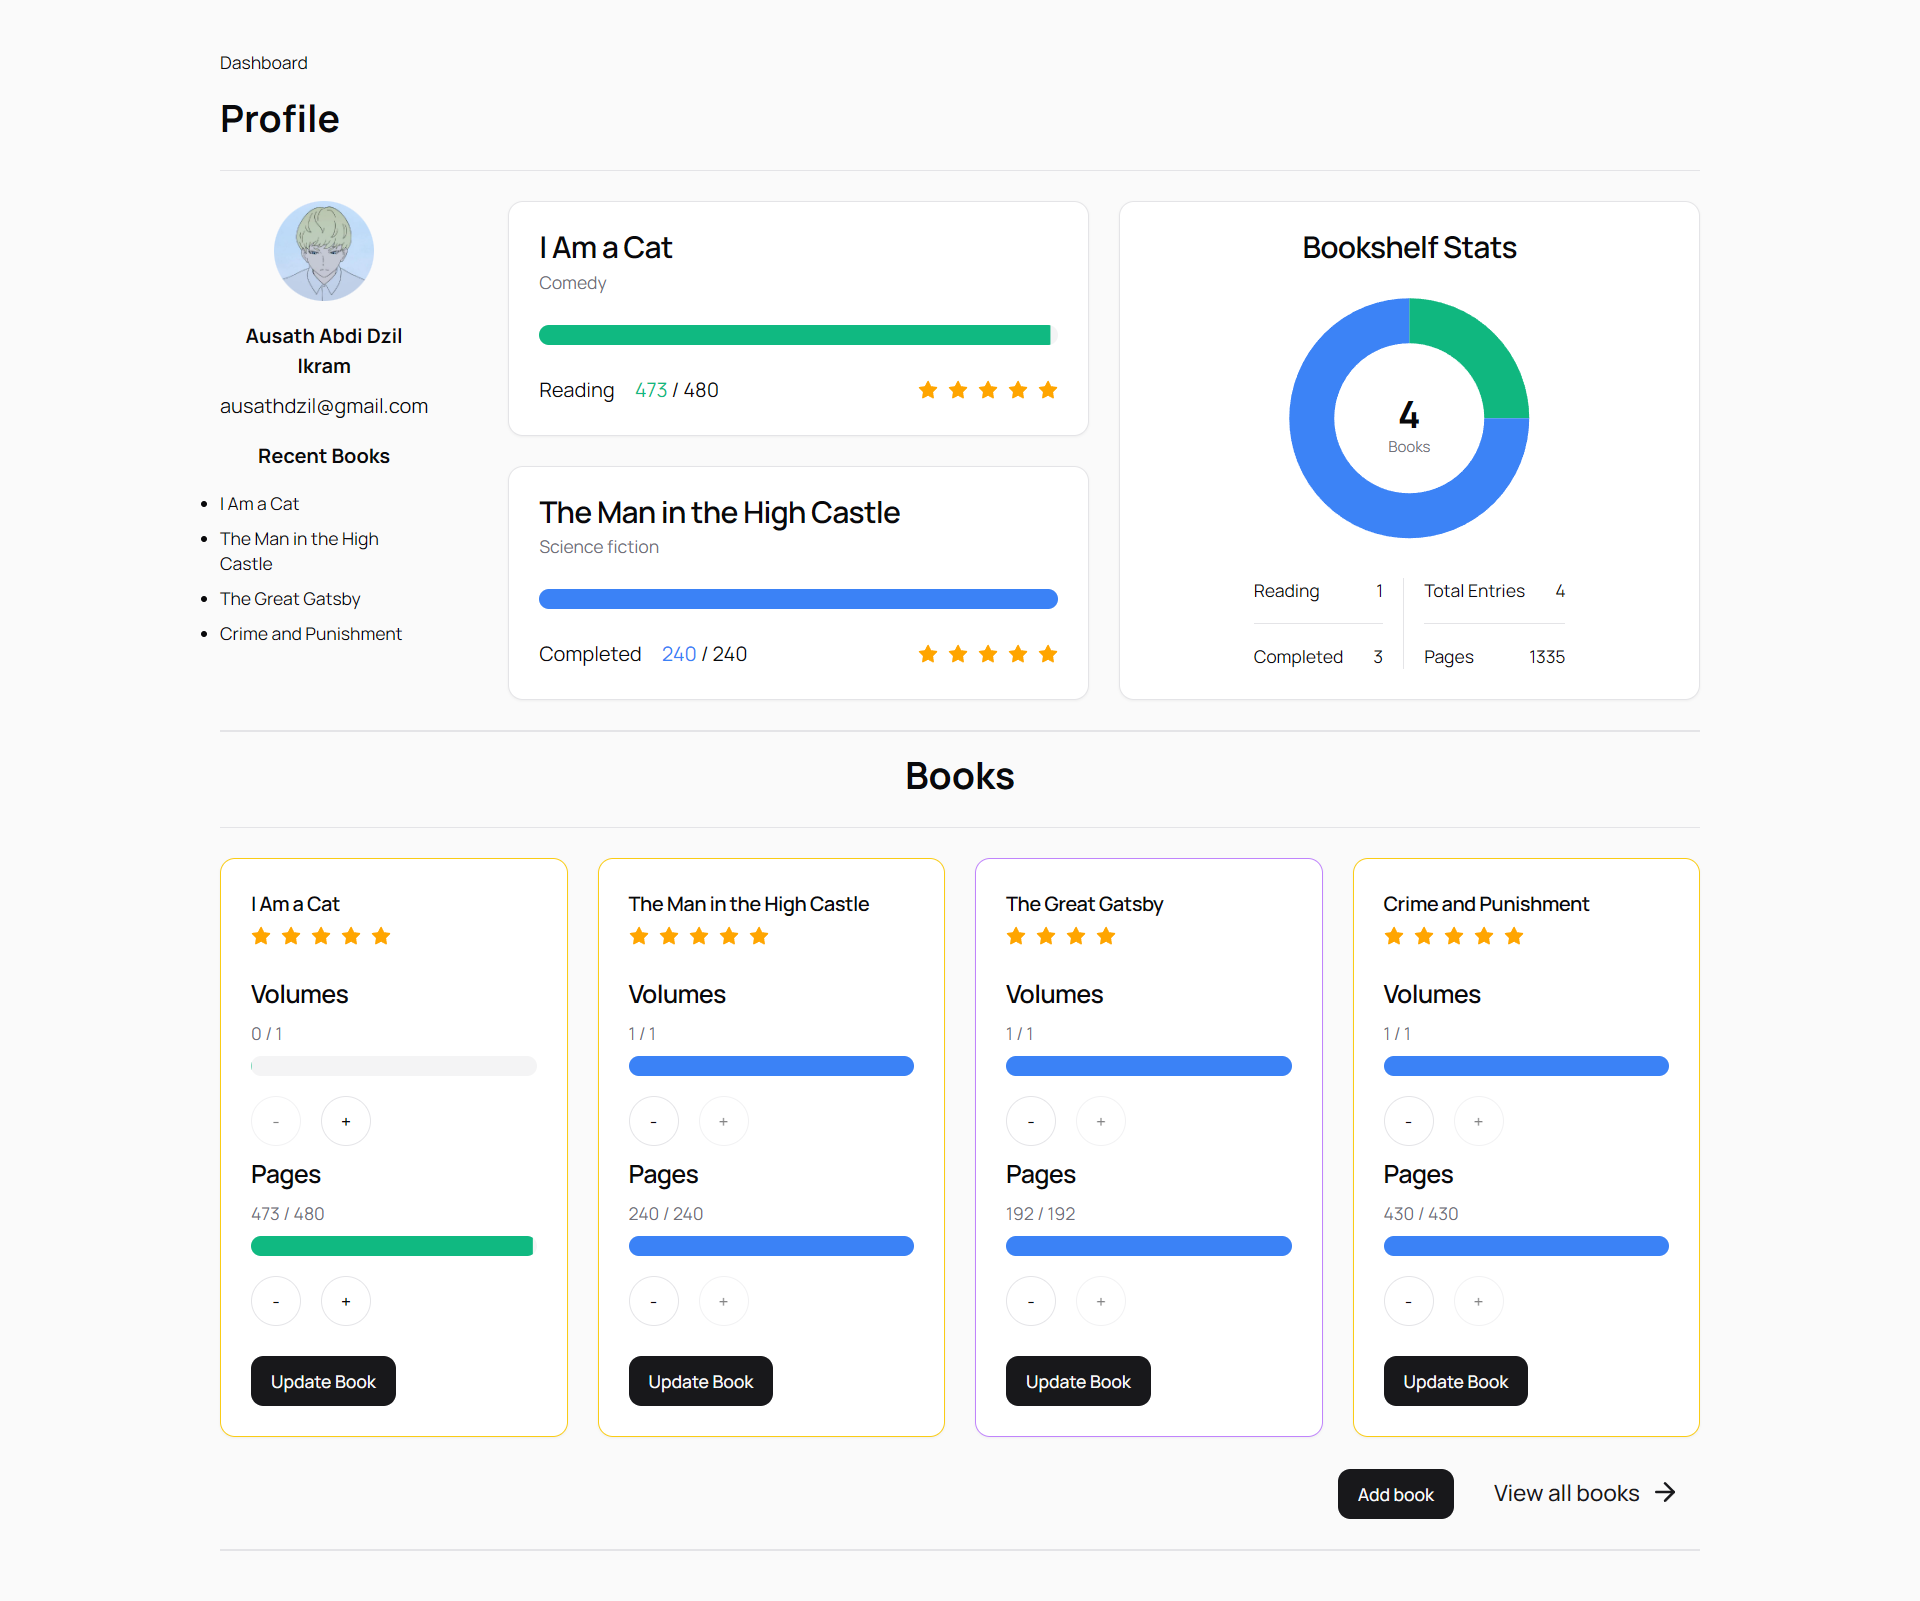 Dashboard
Profile
Ausath Abdi Dzil
Ikram
ausathdzil@gmail.com
Recent Books
I Am a Cat
The Man in the High
Castle
The Great Gatsby
Crime and Punishment
I Am a Cat
Comedy
Reading 473 / 480
The Man in the High Castle
Science fiction
Completed 240 / 240
Bookshelf Stats
4
Books
Reading 1
Completed 3
Total Entries 4
Pages 1335
Books
I Am a Cat
Volumes
0 / 1
- +
Pages
473 / 480
- +
Update Book
The Man in the High Castle
Volumes
1 / 1
- +
Pages
240 / 240
- +
Update Book
The Great Gatsby
Volumes
1 / 1
- +
Pages
192 / 192
- +
Update Book
Crime and Punishment
Volumes
1 / 1
- +
Pages
430 / 430
- +
Update Book
Add book
View all books